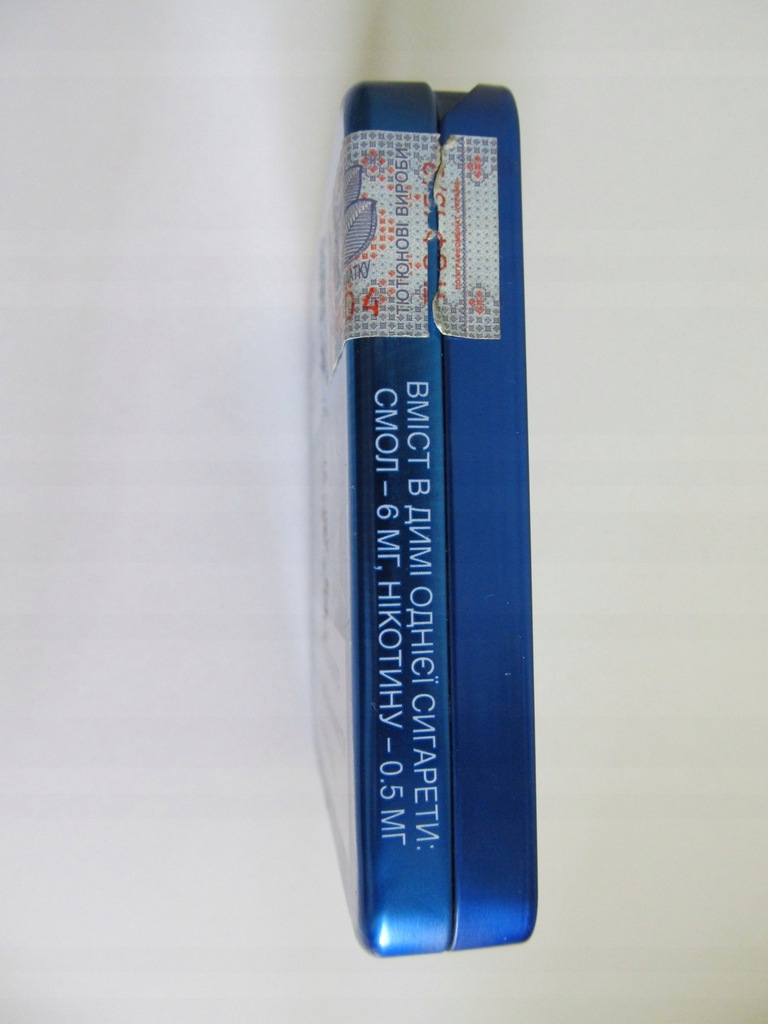 ВМІСТ В ДИМІ ОДНІЄЇ СИГАРЕТИ:
СМОЛ – 6 МГ, НІКОТИНУ – 0.5 МГ
ТЮТЮНОВІ ВИРОБИ